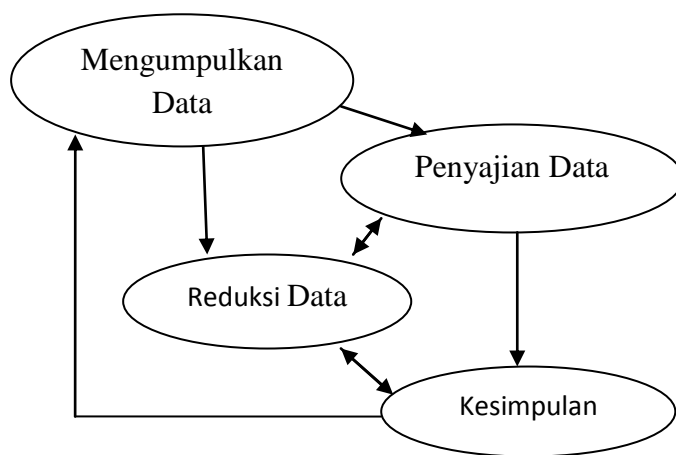 Mengumpulkan
Data
Penyajian Data
Reduksi Data
Kesimpulan